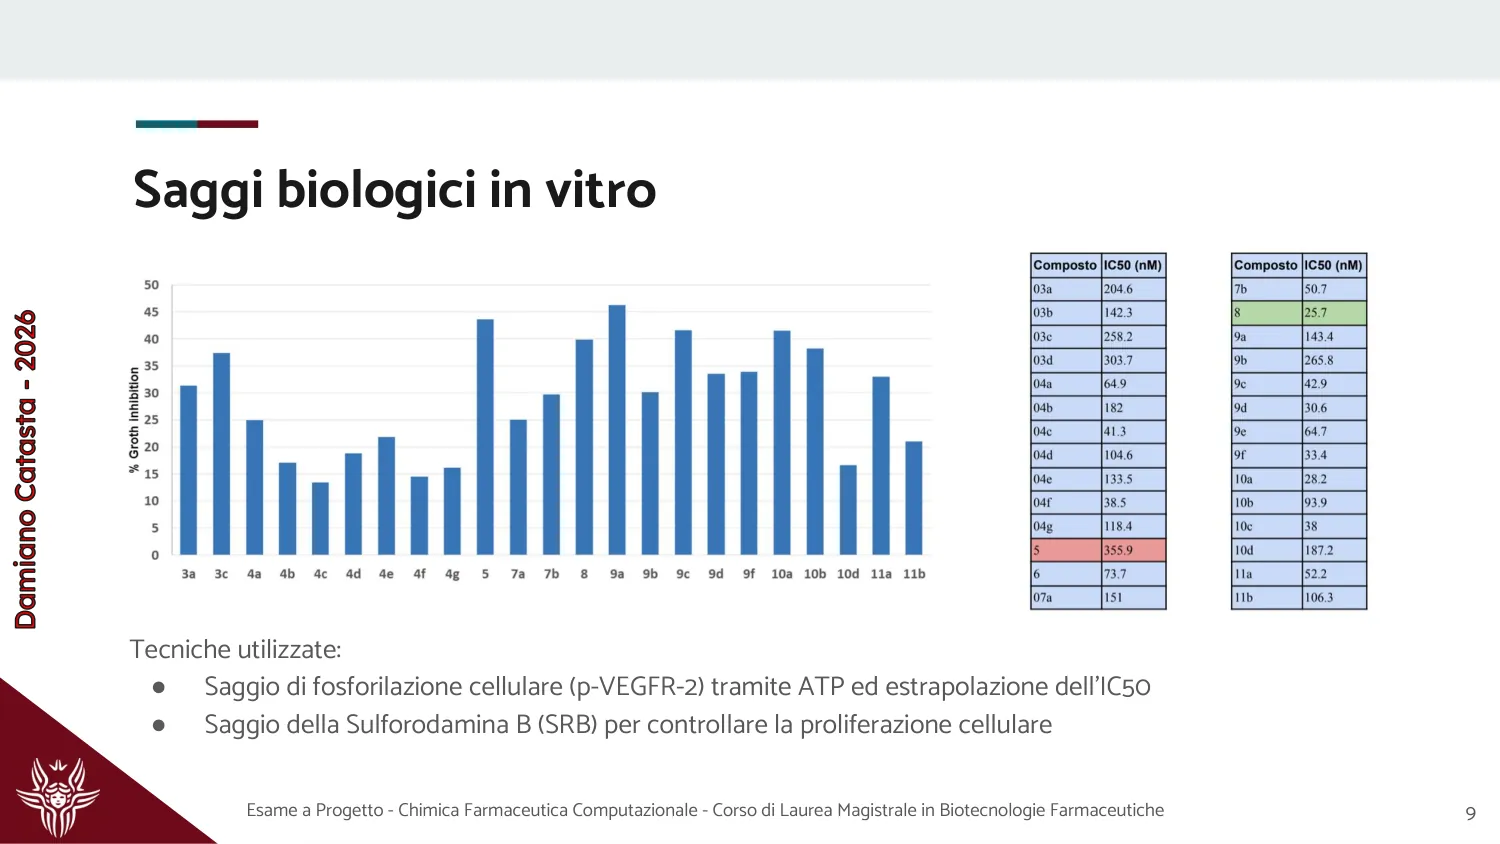 Saggi biologici in vitro
Damiano Catasta - 2026
% Groth Inhibition
50
45
40
35
30
25
20
15
10
5
0
3a 3c 4a 4b 4c 4d 4e 4f 4g 5 7a 7b 8 9a 9b 9c 9d 9f 10a 10b 10d 11a 11b
Composto IC50 (nM)
03a 204.6
03b 142.3
03c 258.2
03d 303.7
04a 64.9
04b 182
04c 41.3
04d 104.6
04e 133.5
04f 38.5
04g 118.4
5 355.9
6 73.7
07a 151
Composto IC50 (nM)
7b 50.7
8 25.7
9a 143.4
9b 265.8
9c 42.9
9d 30.6
9e 64.7
9f 33.4
10a 28.2
10b 93.9
10c 38
10d 187.2
11a 52.2
11b 106.3
Tecniche utilizzate:
● Saggio di fosforilazione cellulare (p-VEGFR-2) tramite ATP ed estrapolazione dell'IC50
● Saggio della Sulforodamina B (SRB) per controllare la proliferazione cellulare
Esame a Progetto - Chimica Farmaceutica Computazionale - Corso di Laurea Magistrale in Biotecnologie Farmaceutiche
9